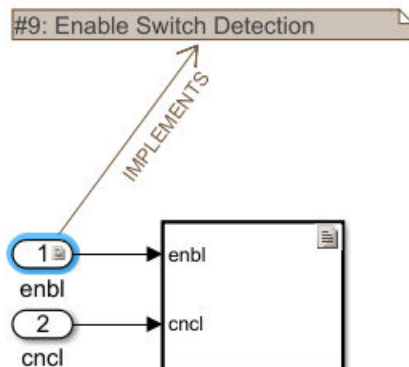 #9: Enable Switch Detection
IMPLEMENTS
1
enbl
enbl
2
cncl
cncl